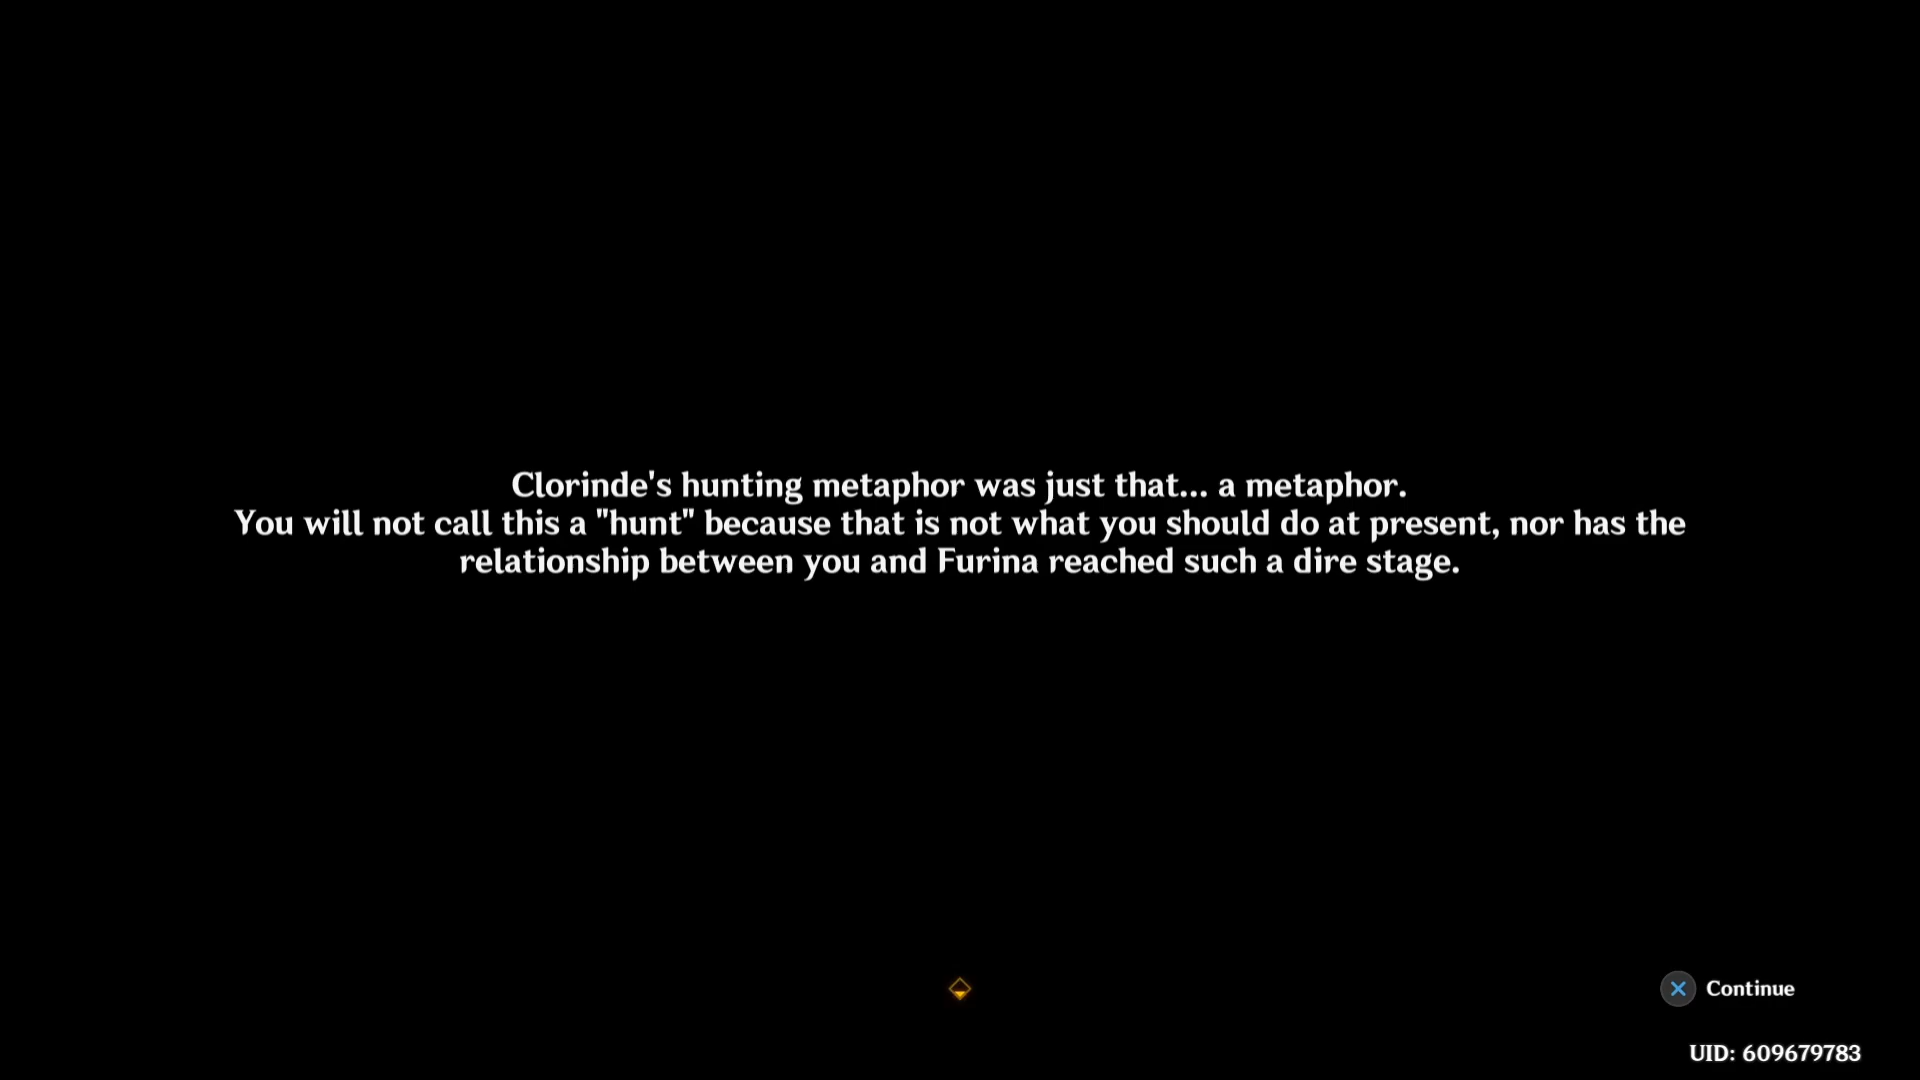 Clorinde's hunting metaphor was just that... a metaphor.
You will not call this a "hunt" because that is not what you should do at present, nor has the
relationship between you and Furina reached such a dire stage.
Continue
UID: 609679783